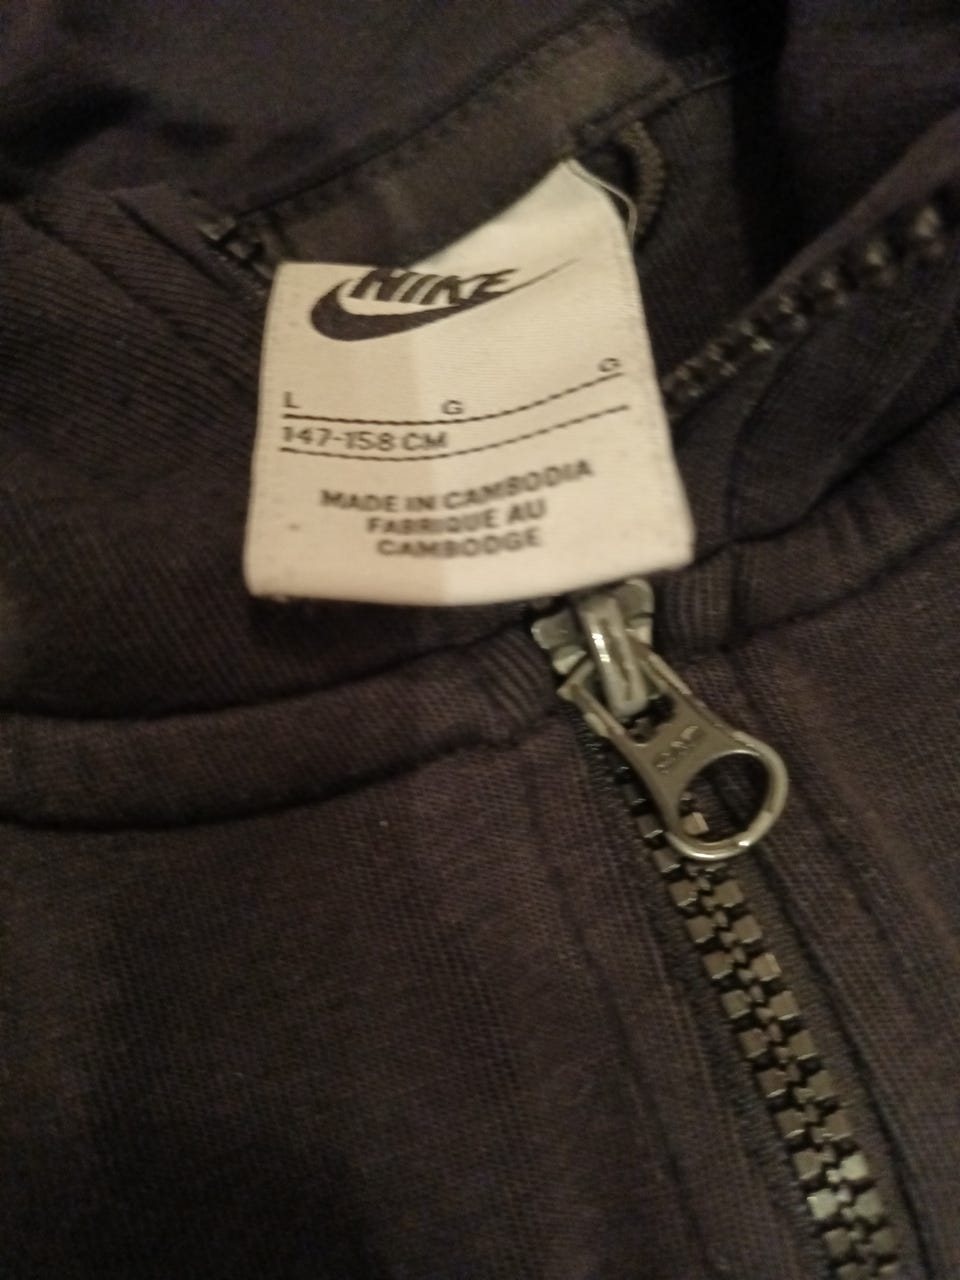 NIKE
L G G
147-158 CM
MADE IN CAMBODIA
FABRIQUE AU
CAMBODGE